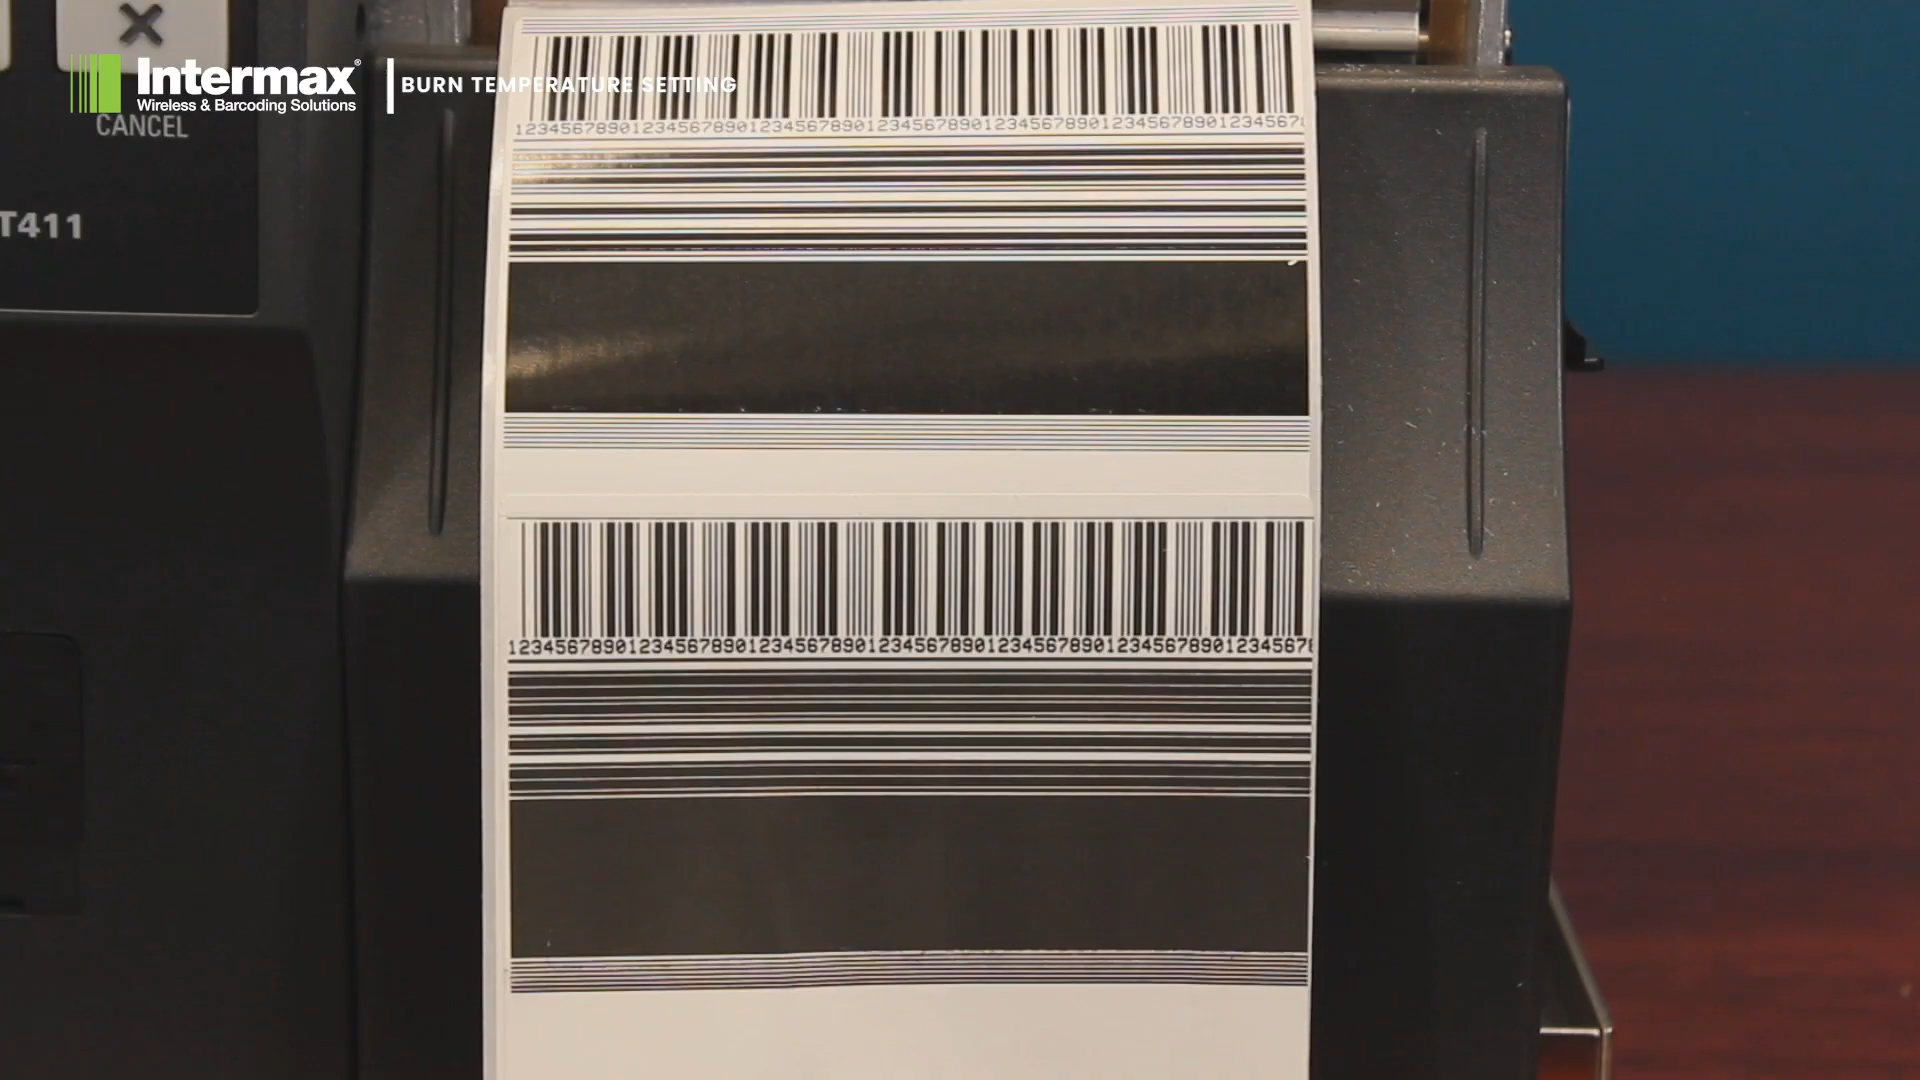 Intermax®
Wireless & Barcoding Solutions
BURN TEMPERATURE SETTING
CANCEL
T411
1234567890123456789012345678901234567890123456789012345678901234567
1234567890123456789012345678901234567890123456789012345678901234567